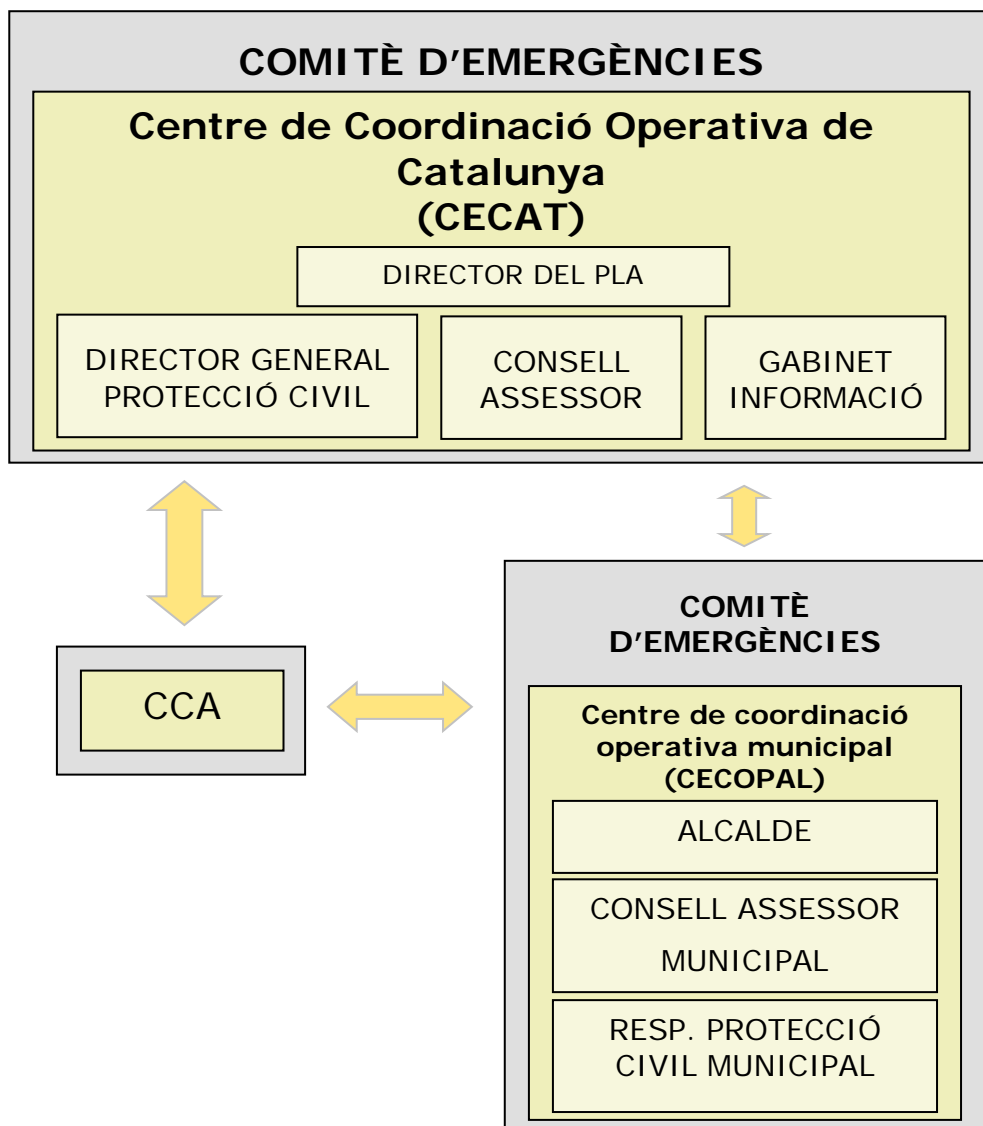 COMITÈ D'EMERGÈNCIES
Centre de Coordinació Operativa de
Catalunya
(CECAT)
DIRECTOR DEL PLA
DIRECTOR GENERAL
PROTECCIÓ CIVIL
CONSELL
ASSESSOR
GABINET
INFORMACIÓ
CCA
COMITÈ
D'EMERGÈNCIES
Centre de coordinació
operativa municipal
(CECOPAL)
ALCALDE
CONSELL ASSESSOR
MUNICIPAL
RESP. PROTECCIÓ
CIVIL MUNICIPAL